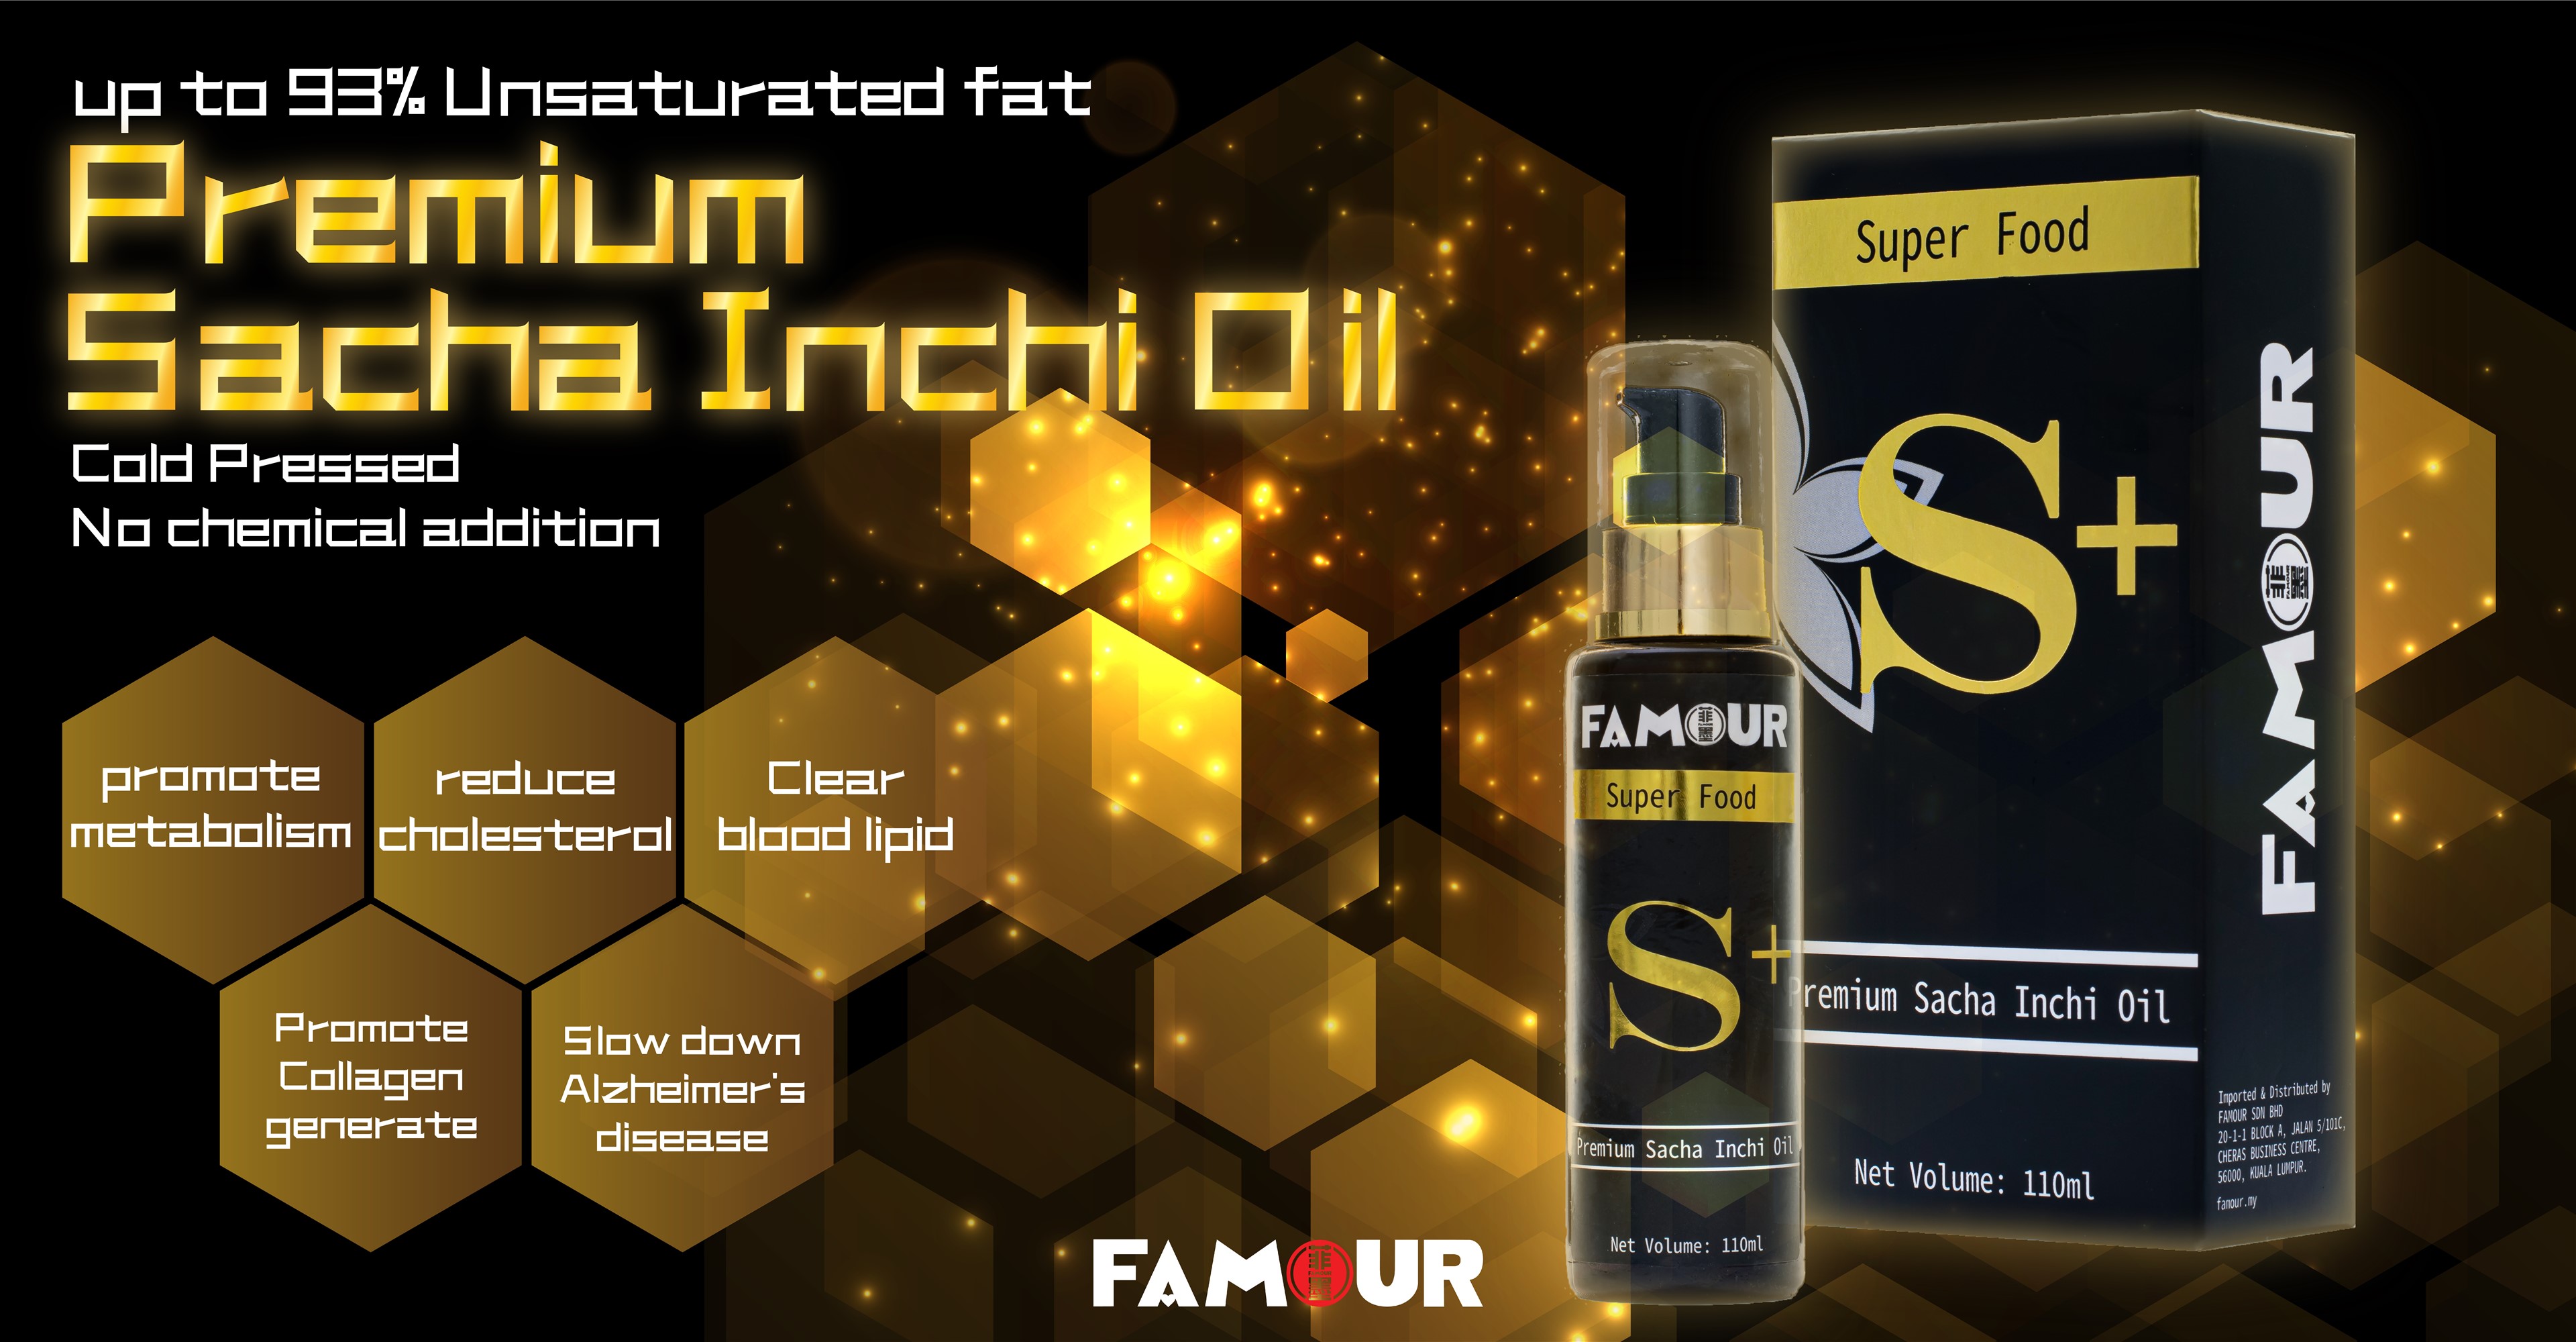 up to 93% Unsaturated fat
Premium
Sacha Inchi Oil
Cold Pressed
No chemical addition
promote
metabolism
reduce
cholesterol
Clear
blood lipid
Promote
Collagen
generate
Slow down
Alzheimer's
disease
FAMOUR
FAMOUR
Super Food
S+
Premium Sacha Inchi Oil
Net Volume: 110ml
Super Food
S+
Premium Sacha Inchi Oil
Net Volume: 110ml
FAMOUR
Imported & Distributed by
FAMOUR SDN BHD
20-1-1 BLOCK A, JALAN 5/101C,
CHERAS BUSINESS CENTRE,
56000, KUALA LUMPUR.
famour.my